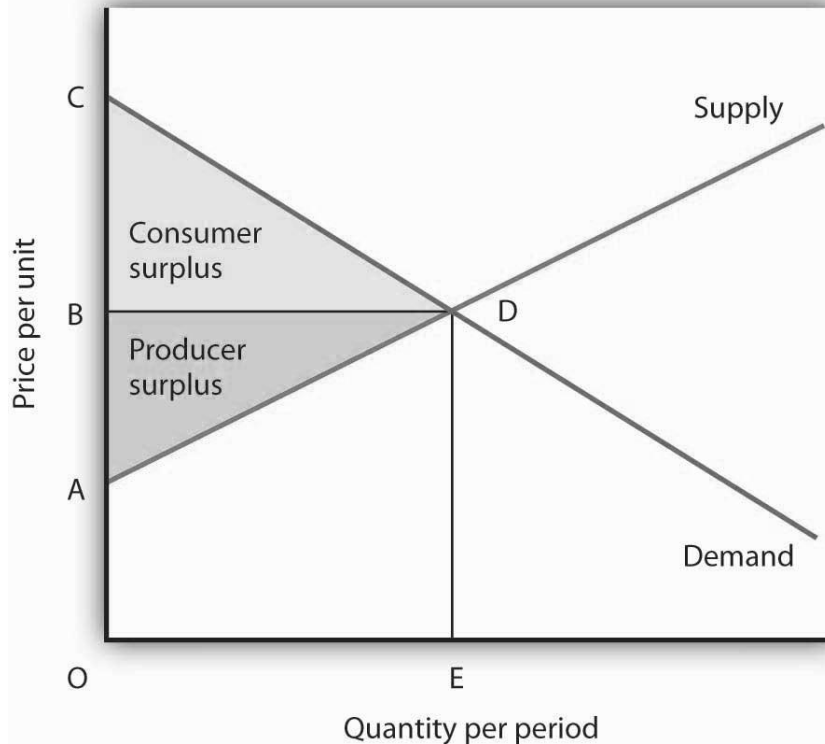 C
Supply
Consumer
surplus
B
D
Producer
surplus
Price per unit
A
Demand
O
E
Quantity per period